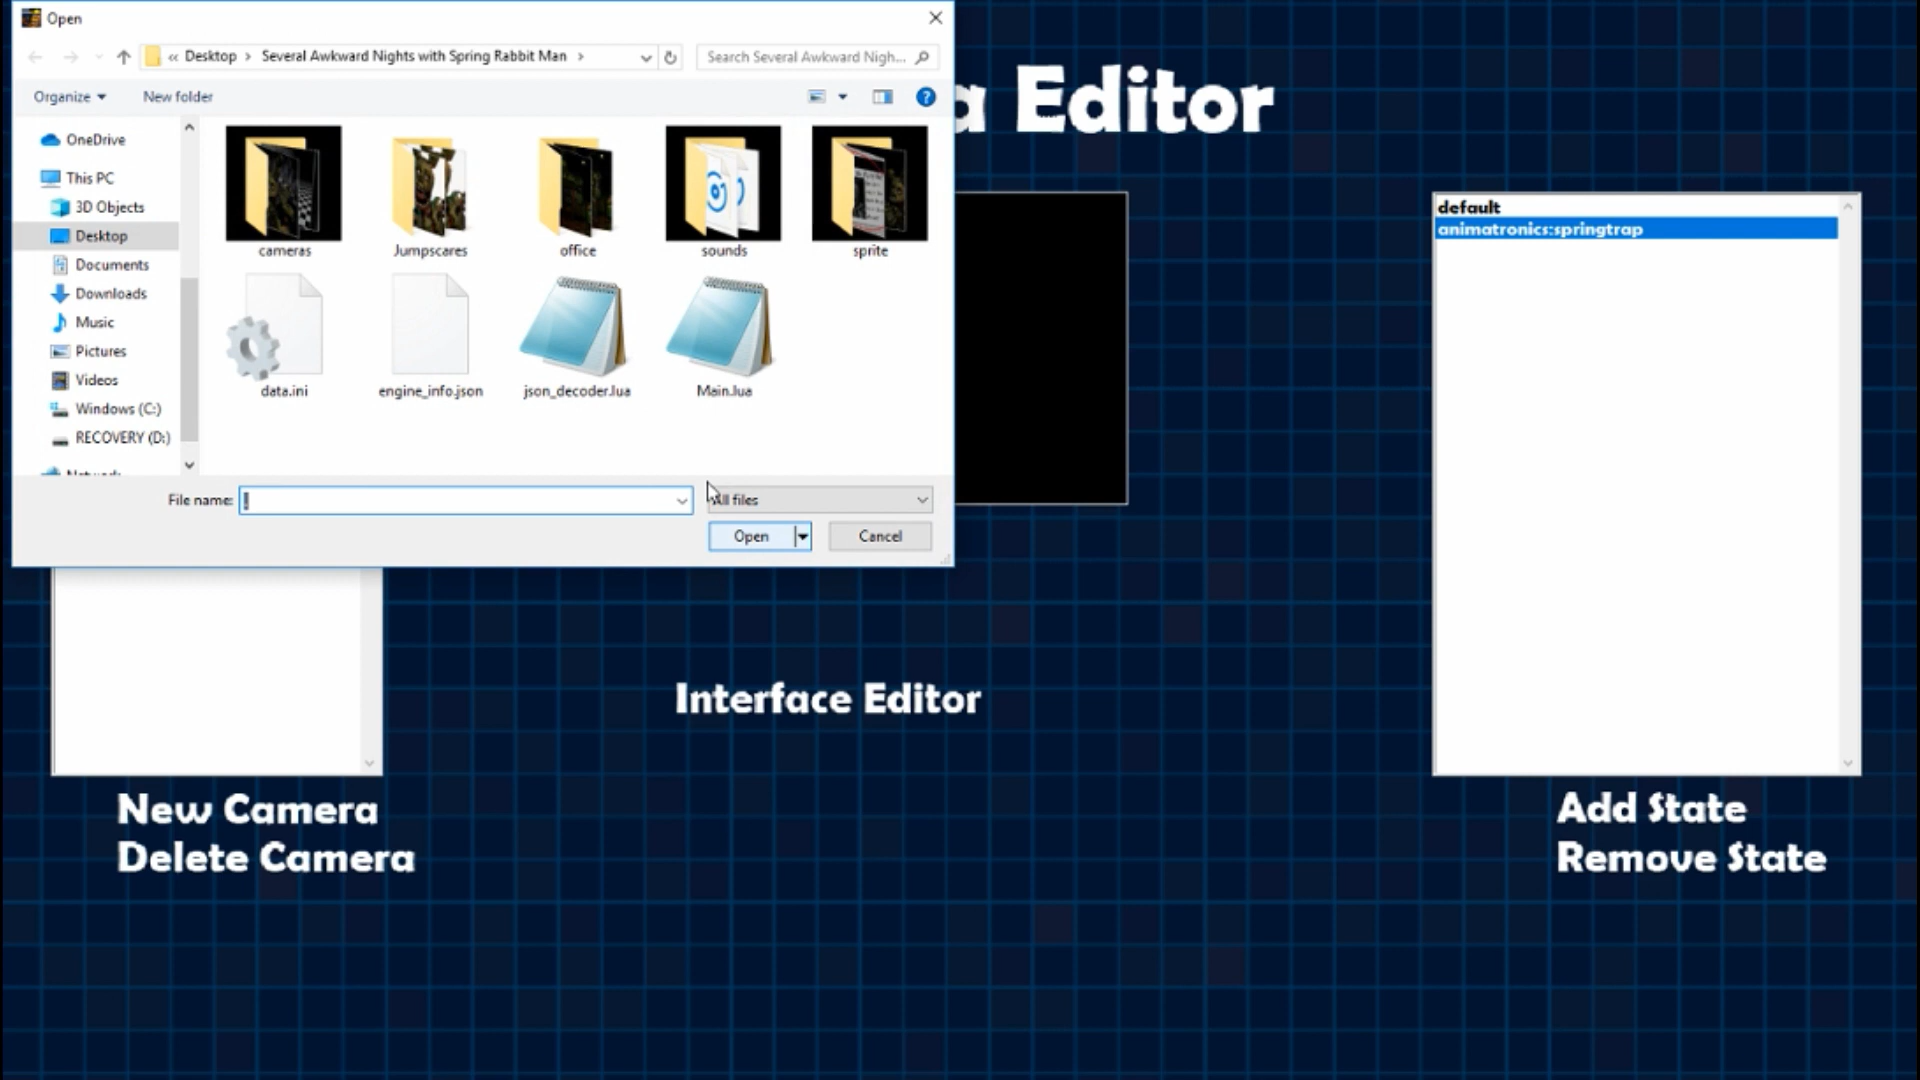 Open
« Desktop > Several Awkward Nights with Spring Rabbit Man >
Search Several Awkward Nigh...
Organize
New folder
a Editor
OneDrive
This PC
3D Objects
Desktop
Documents
Downloads
Music
Pictures
Videos
Windows (C:)
RECOVERY (D:)
cameras
Jumpscares
office
sounds
sprite
data.ini
engine_info.json
json_decoder.lua
Main.lua
File name:
All files
Open
Cancel
default
animatronics:springtrap
Interface Editor
New Camera
Delete Camera
Add State
Remove State